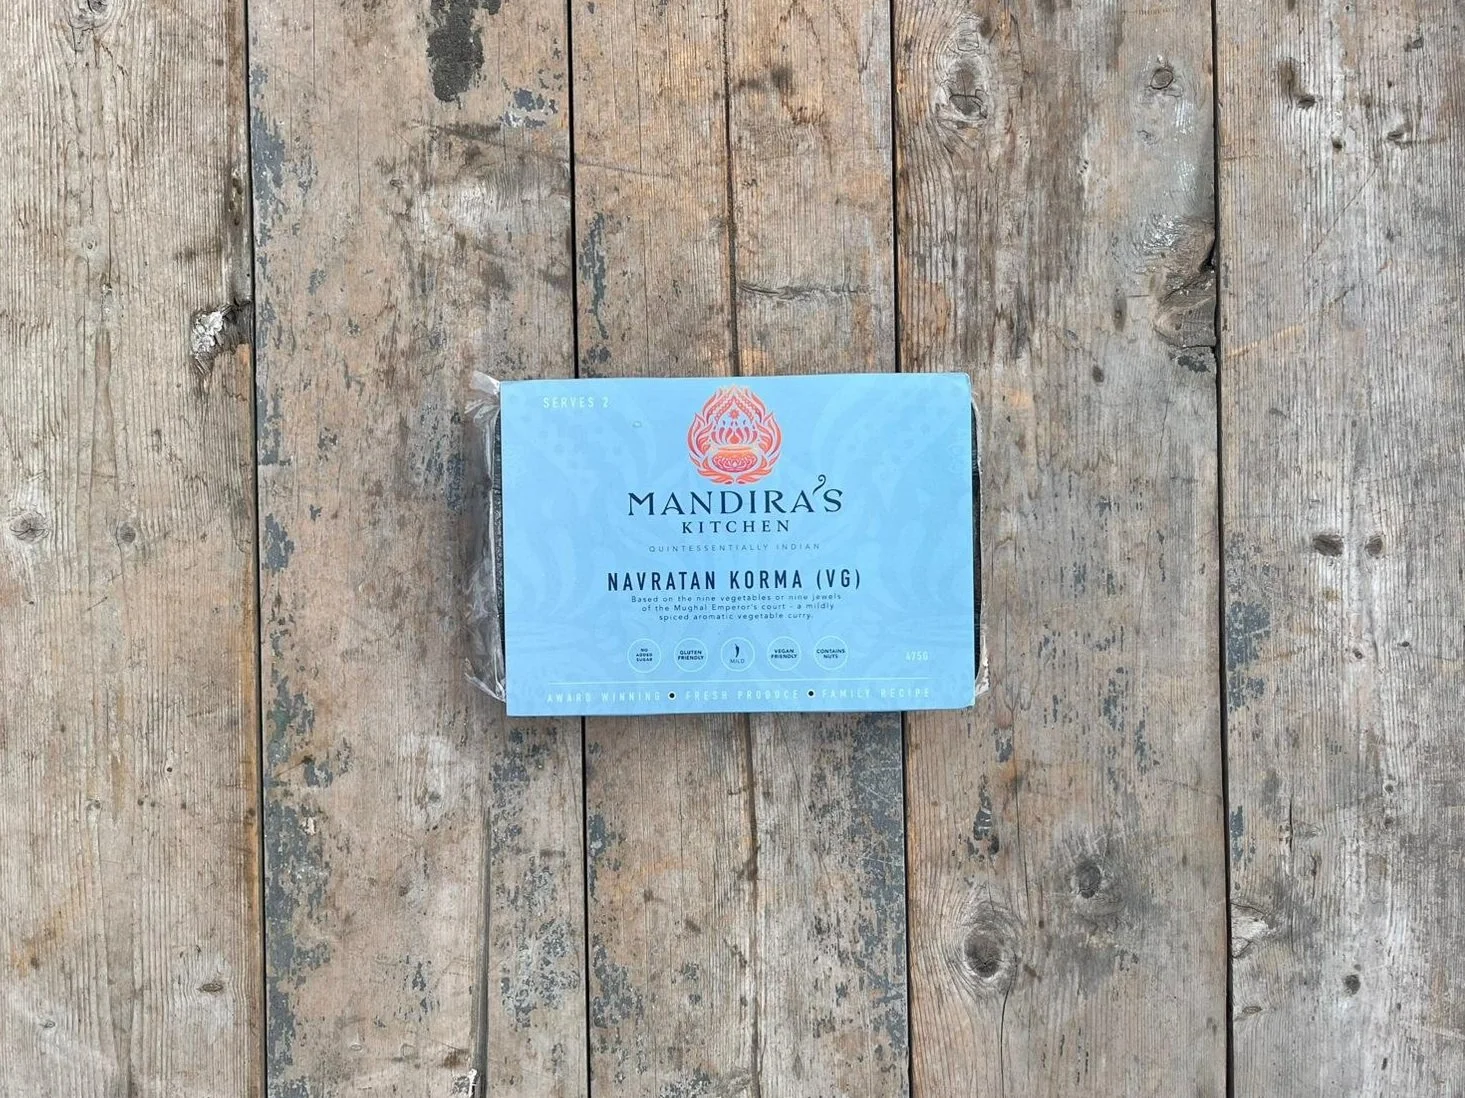 SERVES 2
MANDIRA'S
KITCHEN
QUINTESSENTIALLY INDIAN
NAVRATAN KORMA (VG)
Based on the nine vegetables or nine jewels
of the Mughal Emperor's court - a mildly
spiced aromatic vegetable curry.
NO ADDED SUGAR
GLUTEN FRIENDLY
MILD
VEGAN FRIENDLY
CONTAINS NUTS
475G
AWARD WINNING • FRESH PRODUCE • FAMILY RECIPE